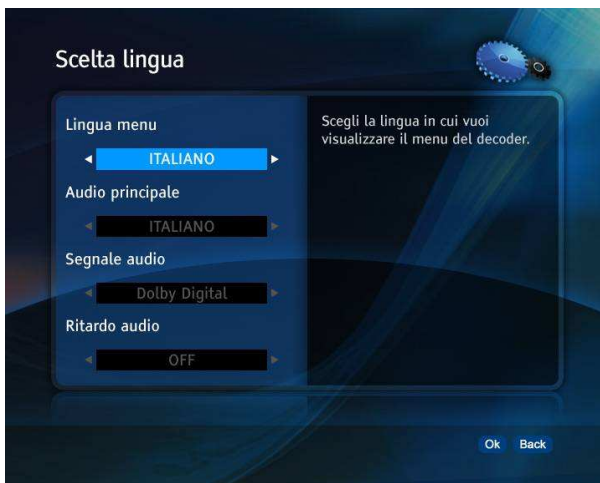 Scelta lingua
Lingua menu
ITALIANO
Audio principale
ITALIANO
Segnale audio
Dolby Digital
Ritardo audio
OFF
Scegli la lingua in cui vuoi
visualizzare il menu del decoder.
Ok Back